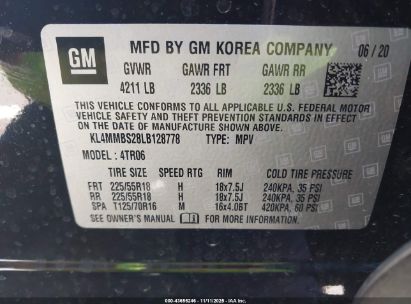 GM
MFD BY GM KOREA COMPANY 06/20
GVWR GAWR FRT GAWR RR
4211 LB 2336 LB 2336 LB
THIS VEHICLE CONFORMS TO ALL APPLICABLE U.S. FEDERAL MOTOR
VEHICLE SAFETY AND THEFT PREVENTION STANDARDS IN EFFECT ON
THE DATE OF MANUFACTURE SHOWN ABOVE.
KL4MMBS28LB128778 TYPE: MPV
MODEL: 4TR06
TIRE SIZE SPEED RTG RIM COLD TIRE PRESSURE
FRT 225/55R18 H 18x7.5J 240KPA, 35 PSI
RR 225/55R18 H 18x7.5J 240KPA, 35 PSI
SPA T125/70R16 M 16x4.0BT 420KPA, 60 PSI
SEE OWNER'S MANUAL FOR MORE INFORMATION.